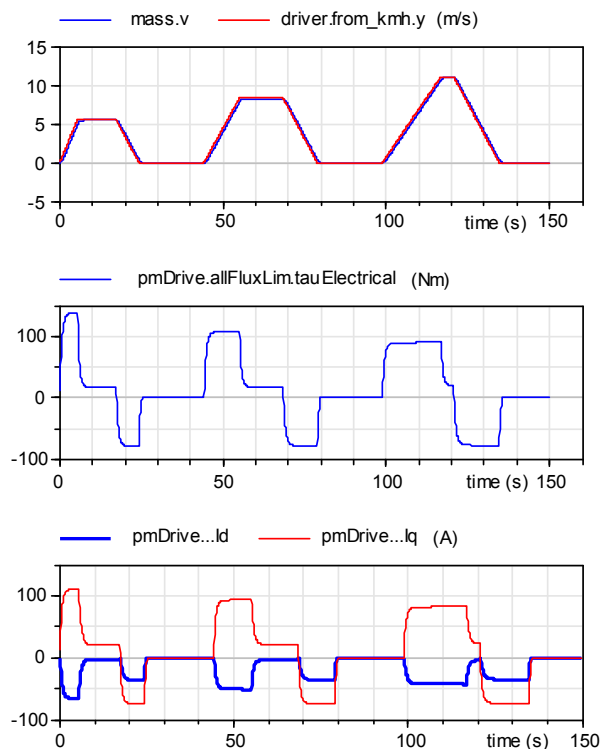 mass.v driver.from_kmh.y (m/s)
15
10
5
0
-5
0 50 100 150
time (s)
pmDrive.allFluxLim.tauElectrical (Nm)
100
0
-100
0 50 100 150
time (s)
pmDrive...Id pmDrive...Iq (A)
100
0
-100
0 50 100 150
time (s)